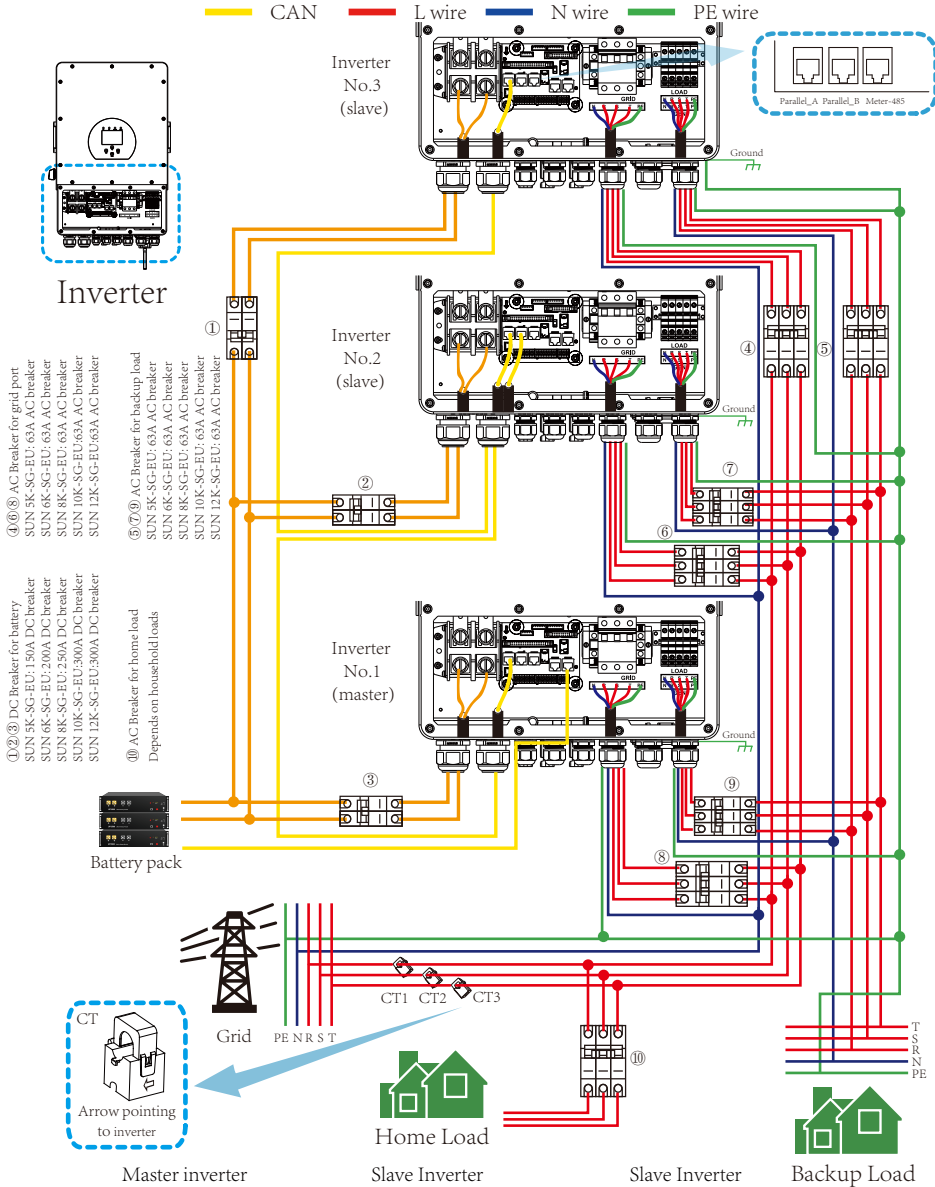 CAN
L wire
N wire
PE wire
Inverter
No.3
(slave)
GRID
PE
LOAD
N
Parallel_A Parallel_B Meter-485
Ground
Inverter
①
Inverter
No.2
(slave)
GRID
PE
LOAD
N
Ground
④
⑤
④⑥⑧ AC Breaker for grid port
SUN 5K-SG-EU: 63A AC breaker
SUN 6K-SG-EU: 63A AC breaker
SUN 8K-SG-EU: 63A AC breaker
SUN 10K-SG-EU:63A AC breaker
SUN 12K-SG-EU:63A AC breaker
⑤⑦⑨ AC Breaker for backup load
SUN 5K-SG-EU: 63A AC breaker
SUN 6K-SG-EU: 63A AC breaker
SUN 8K-SG-EU: 63A AC breaker
SUN 10K-SG-EU: 63A AC breaker
SUN 12K-SG-EU: 63A AC breaker
②
⑦
⑥
①②③ DC Breaker for battery
SUN 5K-SG-EU:150A DC breaker
SUN 6K-SG-EU: 200A DC breaker
SUN 8K-SG-EU: 250A DC breaker
SUN 10K-SG-EU:300A DC breaker
SUN 12K-SG-EU:300A DC breaker
⑩ AC Breaker for home load
Depends on household loads
Inverter
No.1
(master)
GRID
PE
LOAD
N
Ground
③
⑨
⑧
Battery pack
CT1 CT2 CT3
Grid
PE N R S T
CT
Arrow pointing
to inverter
⑩
Home Load
T
S
R
N
PE
Backup Load
Master inverter
Slave Inverter
Slave Inverter